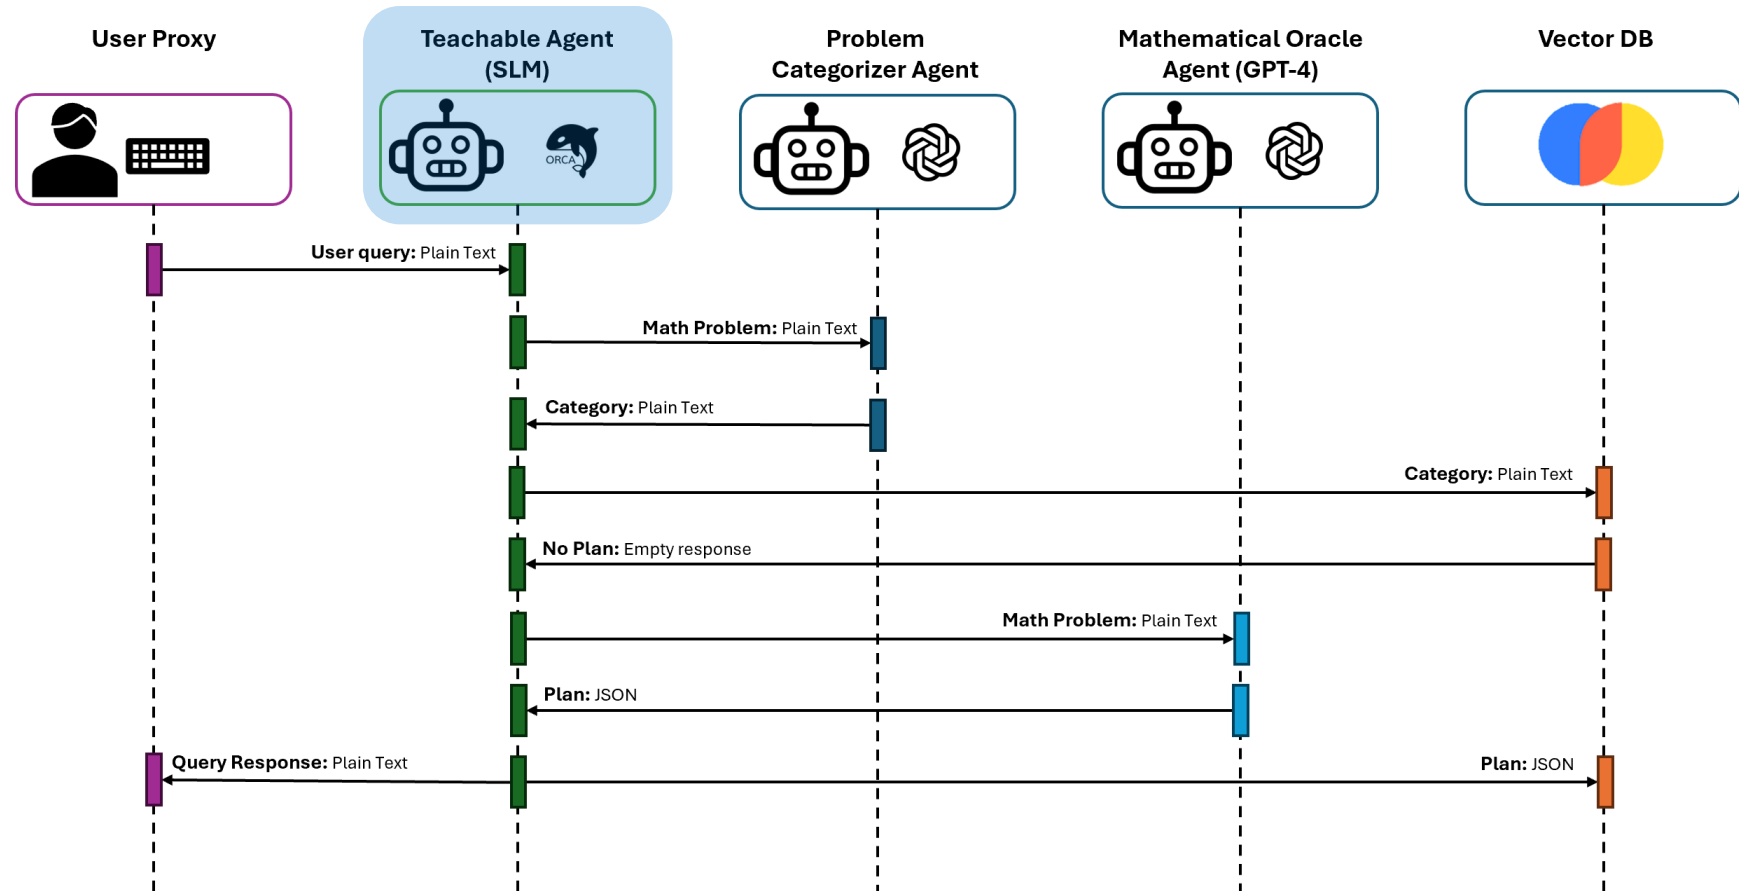 User Proxy
Teachable Agent
(SLM)
Problem
Categorizer Agent
Mathematical Oracle
Agent (GPT-4)
Vector DB
ORCA
User query: Plain Text
Math Problem: Plain Text
Category: Plain Text
Category: Plain Text
No Plan: Empty response
Math Problem: Plain Text
Plan: JSON
Query Response: Plain Text
Plan: JSON